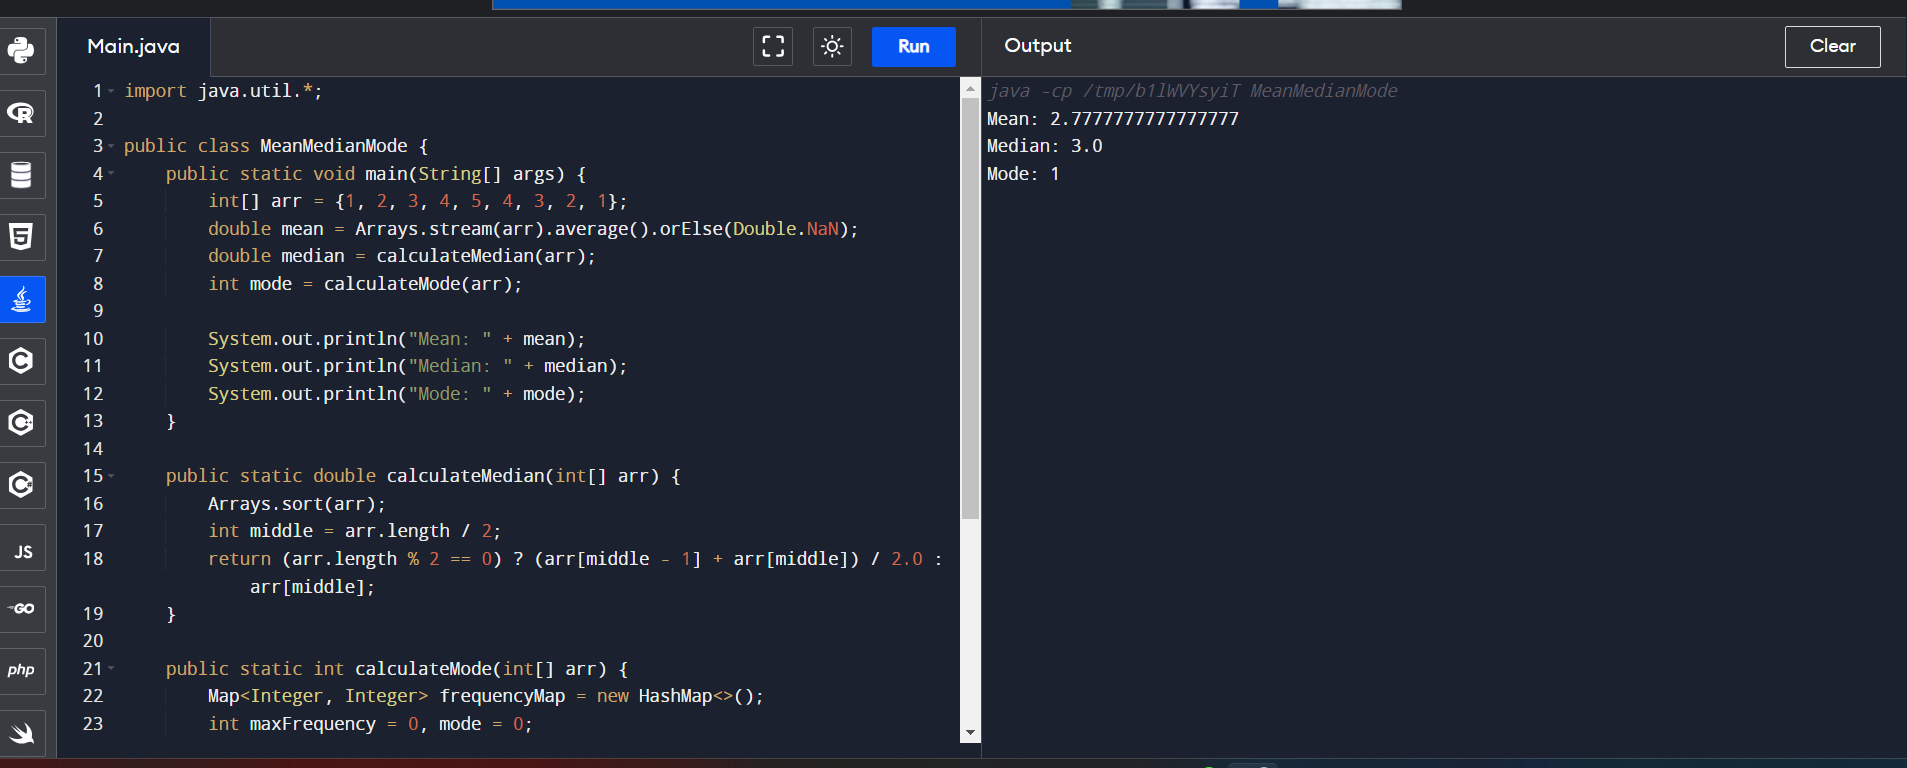 Main.java
Run
1 import java.util.*;
2
3 public class MeanMedianMode {
4 public static void main(String[] args) {
5 int[] arr = {1, 2, 3, 4, 5, 4, 3, 2, 1};
6 double mean = Arrays.stream(arr).average().orElse(Double.NaN);
7 double median = calculateMedian(arr);
8 int mode = calculateMode(arr);
9
10 System.out.println("Mean: " + mean);
11 System.out.println("Median: " + median);
12 System.out.println("Mode: " + mode);
13 }
14
15 public static double calculateMedian(int[] arr) {
16 Arrays.sort(arr);
17 int middle = arr.length / 2;
18 return (arr.length % 2 == 0) ? (arr[middle - 1] + arr[middle]) / 2.0 :
arr[middle];
19 }
20
21 public static int calculateMode(int[] arr) {
22 Map<Integer, Integer> frequencyMap = new HashMap<>();
23 int maxFrequency = 0, mode = 0;
Output
Clear
java -cp /tmp/b1lWVYsyiT MeanMedianMode
Mean: 2.7777777777777777
Median: 3.0
Mode: 1
R
5
C
C++
C#
JS
GO
php